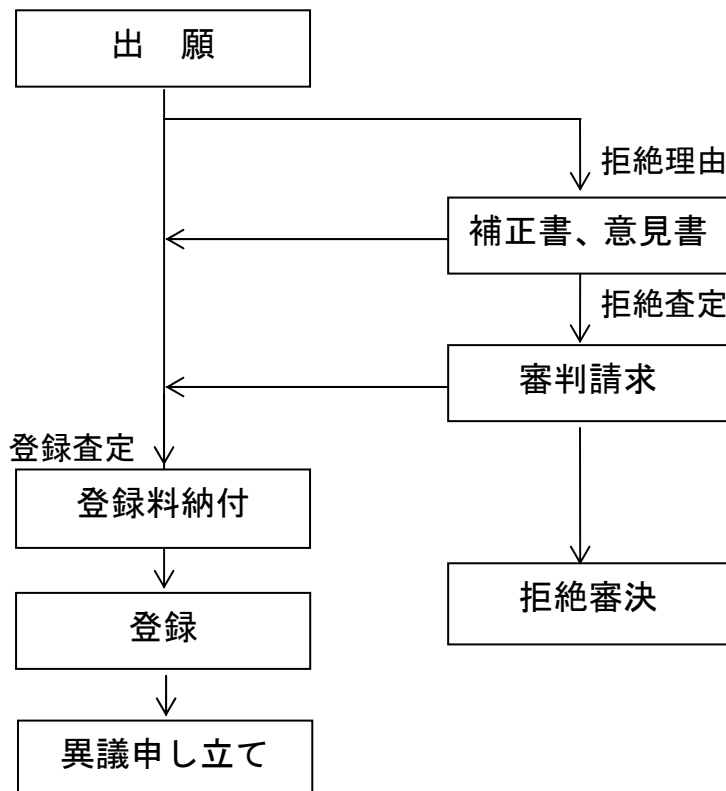 出　願
拒絶理由
補正書、意見書
拒絶査定
審判請求
登録査定
登録料納付
拒絶審決
登録
異議申し立て